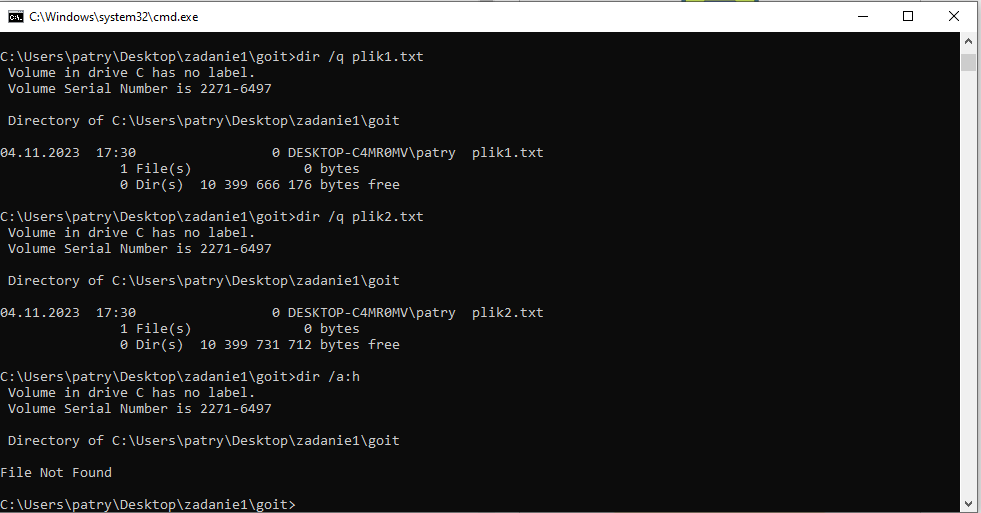 C:\Windows\system32\cmd.exe
C:\Users\patry\Desktop\zadanie1\goit>dir /q plik1.txt
Volume in drive C has no label.
Volume Serial Number is 2271-6497
Directory of C:\Users\patry\Desktop\zadanie1\goit
04.11.2023  17:30                 0 DESKTOP-C4MR0MV\patry  plik1.txt
1 File(s)              0 bytes
0 Dir(s)  10 399 666 176 bytes free
C:\Users\patry\Desktop\zadanie1\goit>dir /q plik2.txt
Volume in drive C has no label.
Volume Serial Number is 2271-6497
Directory of C:\Users\patry\Desktop\zadanie1\goit
04.11.2023  17:30                 0 DESKTOP-C4MR0MV\patry  plik2.txt
1 File(s)              0 bytes
0 Dir(s)  10 399 731 712 bytes free
C:\Users\patry\Desktop\zadanie1\goit>dir /a:h
Volume in drive C has no label.
Volume Serial Number is 2271-6497
Directory of C:\Users\patry\Desktop\zadanie1\goit
File Not Found
C:\Users\patry\Desktop\zadanie1\goit>